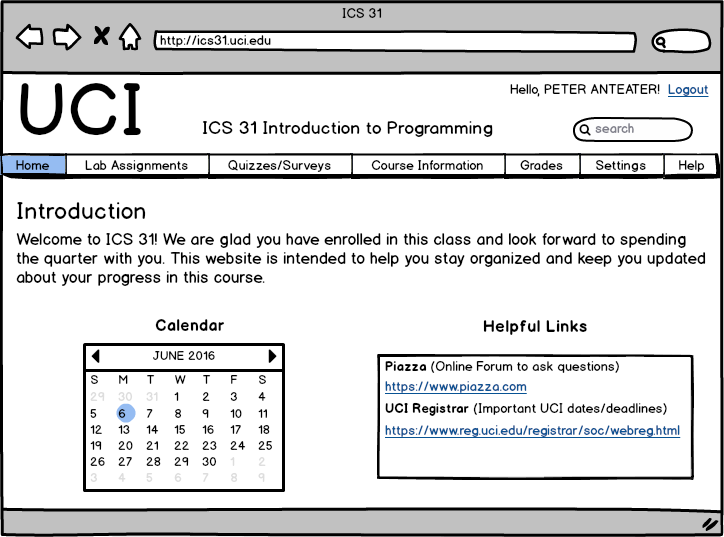 ICS 31
http://ics31.uci.edu
Hello, PETER ANTEATER! Logout
UCI
ICS 31 Introduction to Programming
search
Home Lab Assignments Quizzes/Surveys Course Information Grades Settings Help
Introduction
Welcome to ICS 31! We are glad you have enrolled in this class and look forward to spending
the quarter with you. This website is intended to help you stay organized and keep you updated
about your progress in this course.
Calendar
JUNE 2016
S M T W T F S
29 30 31 1 2 3 4
5 6 7 8 9 10 11
12 13 14 15 16 17 18
19 20 21 22 23 24 25
26 27 28 29 30 1 2
3 4 5 6 7 8 9
Helpful Links
Piazza (Online Forum to ask questions)
https://www.piazza.com
UCI Registrar (Important UCI dates/deadlines)
https://www.reg.uci.edu/registrar/soc/webreg.html